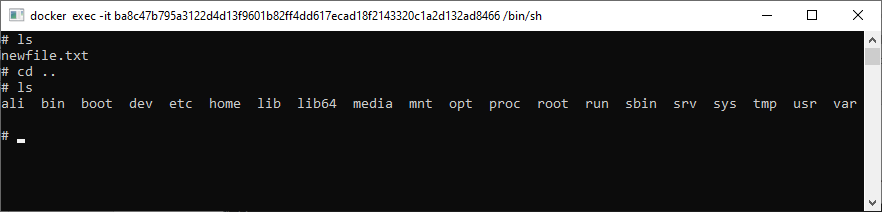 docker exec -it ba8c47b795a3122d4d13f9601b82ff4dd617ecad18f2143320c1a2d132ad8466 /bin/sh
# ls
newfile.txt
# cd ..
# ls
ali  bin  boot  dev  etc  home  lib  lib64  media  mnt  opt  proc  root  run  sbin  srv  sys  tmp  usr  var
#